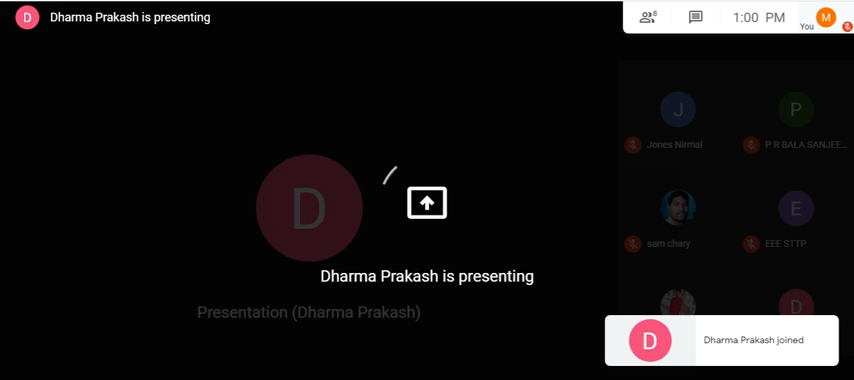 D Dharma Prakash is presenting
8 1:00 PM You M
J P
Jones Nirmal P R BALA SANJEE...
D
E
sam chary EEE STTP
Dharma Prakash is presenting
Presentation (Dharma Prakash)
D
D Dharma Prakash joined